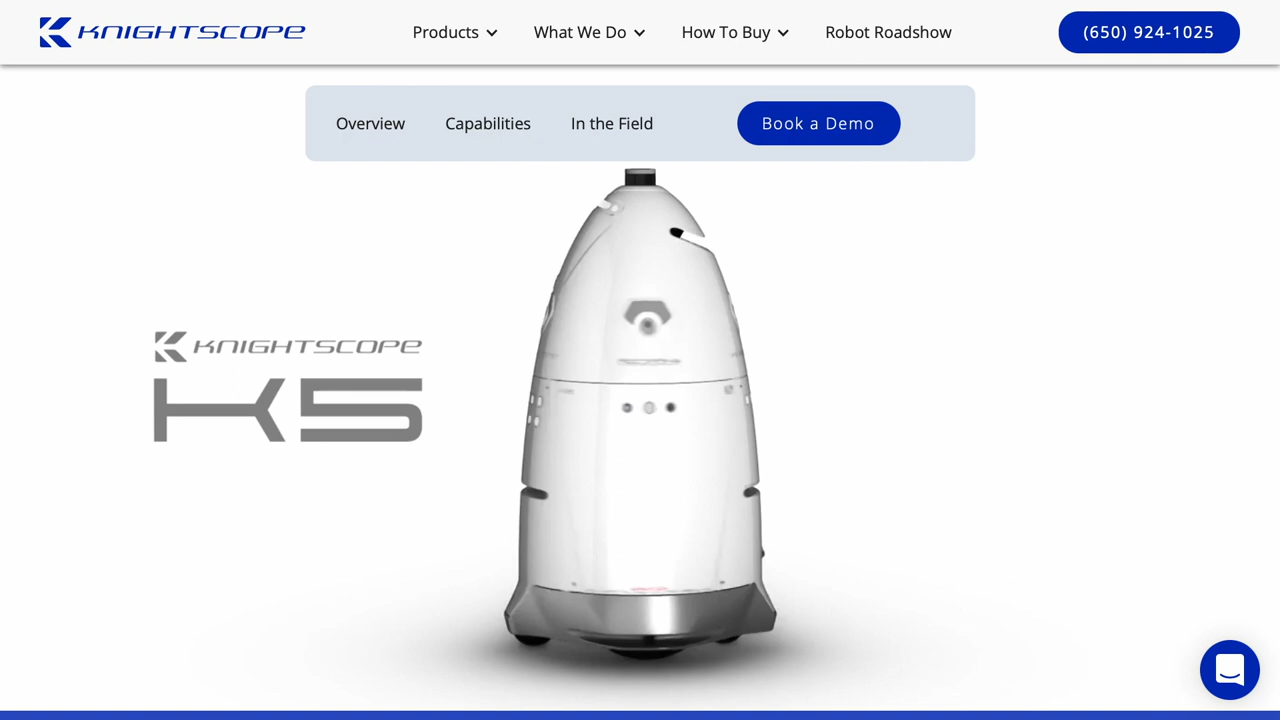 KNIGHTSCOPE
Products
What We Do
How To Buy
Robot Roadshow
(650) 924-1025
Overview
Capabilities
In the Field
Book a Demo
KNIGHTSCOPE
K5